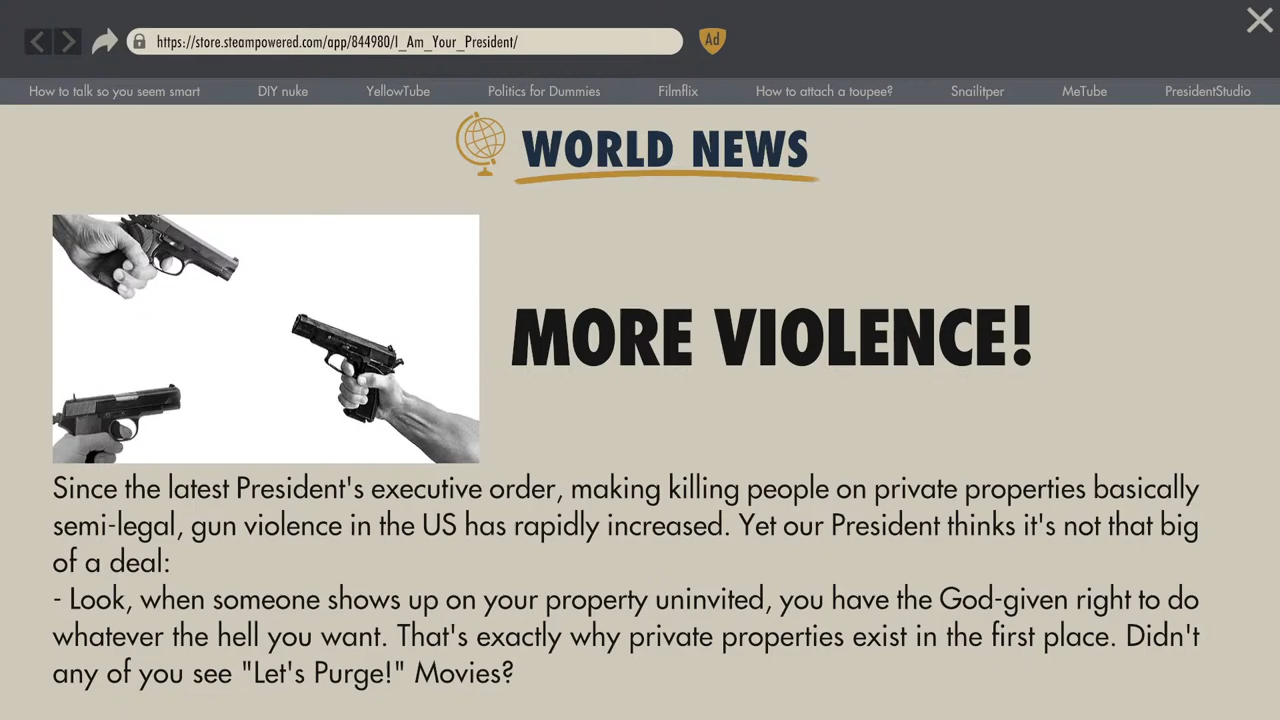 https://store.steampowered.com/app/844980/I_Am_Your_President/
Ad
How to talk so you seem smart
DIY nuke
YellowTube
Politics for Dummies
Filmflix
How to attach a toupee?
Snailitper
MeTube
PresidentStudio
WORLD NEWS
MORE VIOLENCE!
Since the latest President's executive order, making killing people on private properties basically
semi-legal, gun violence in the US has rapidly increased. Yet our President thinks it's not that big
of a deal:
- Look, when someone shows up on your property uninvited, you have the God-given right to do
whatever the hell you want. That's exactly why private properties exist in the first place. Didn't
any of you see "Let's Purge!" Movies?